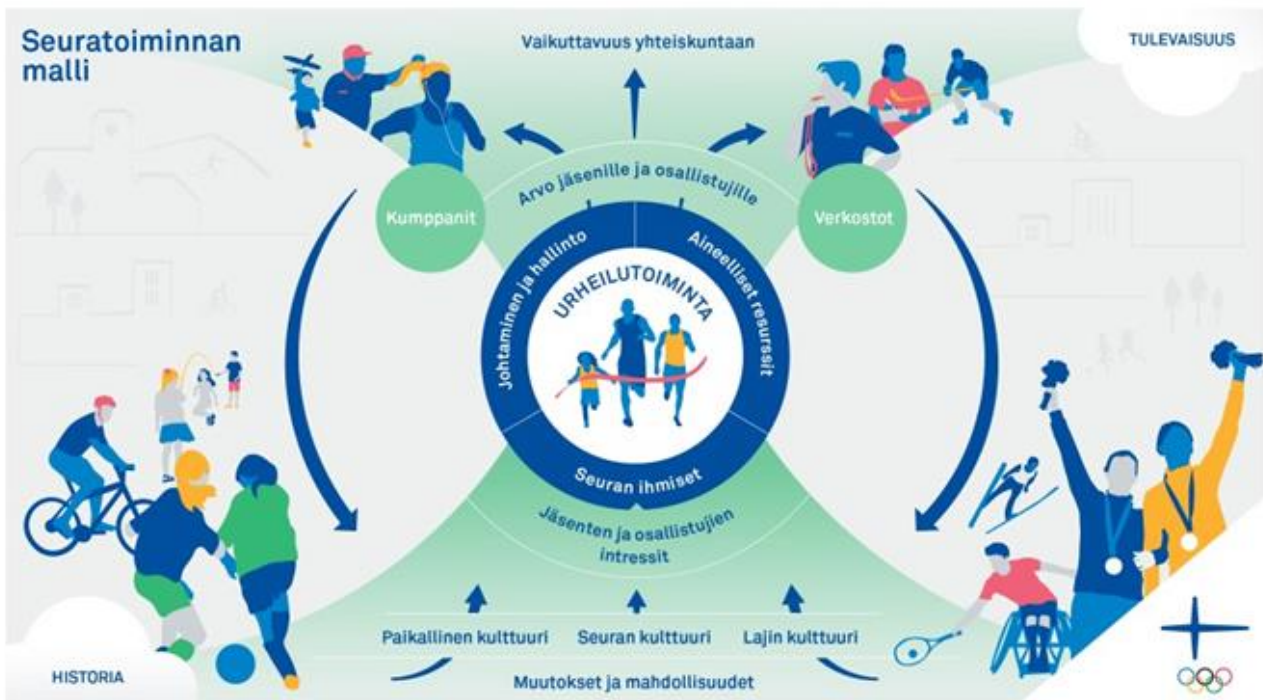 Seuratoiminnan
malli
Vaikuttavuus yhteiskuntaan
TULEVAISUUS
Arvo jäsenille ja osallistujille
Kumppanit
Verkostot
Johtaminen ja hallinto
Aineelliset resurssit
URHEILUTOIMINTA
Seuran ihmiset
Jäsenten ja osallistujien
intressit
Paikallinen kulttuuri
Seuran kulttuuri
Lajin kulttuuri
HISTORIA
Muutokset ja mahdollisuudet